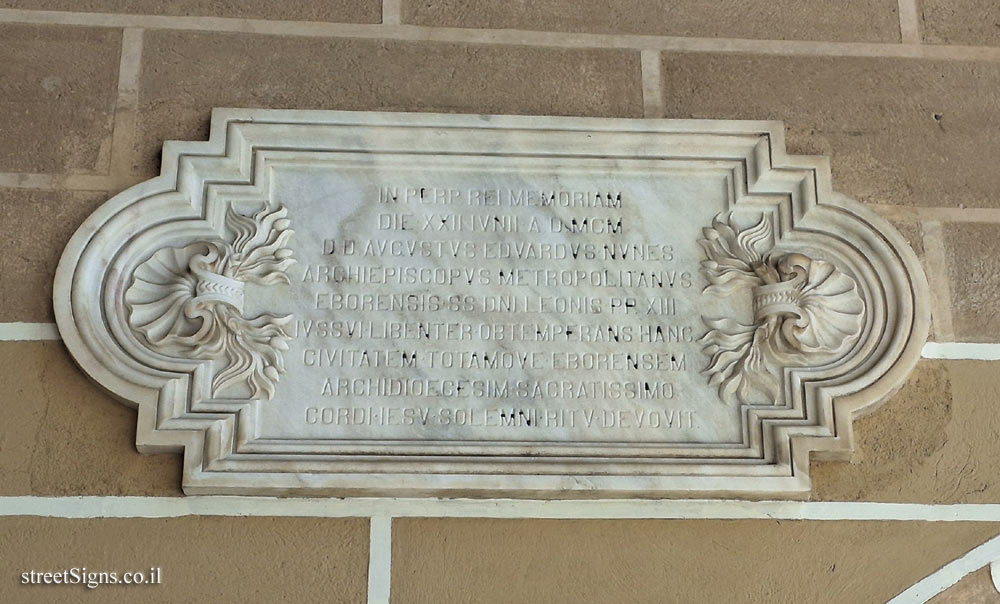 IN PERP. REI MEMORIAM
DIE XXII IVNII A·D·MCM
D.D. AVGVSTVS·EDVARDVS·NVNES
ARCHIEPISCOPVS METROPOLITANVS
EBORENSIS·SS·DNI LEONIS PP. XIII
IVSSVI LIBENTER OBTEMPERANS HANC
CIVITATEM·TOTAMQVE·EBORENSEM
ARCHIDIOECESIM·SACRATISSIMO
CORDI·IESV·SOLEMNI·RITV·DEVOVIT.
streetSigns.co.il